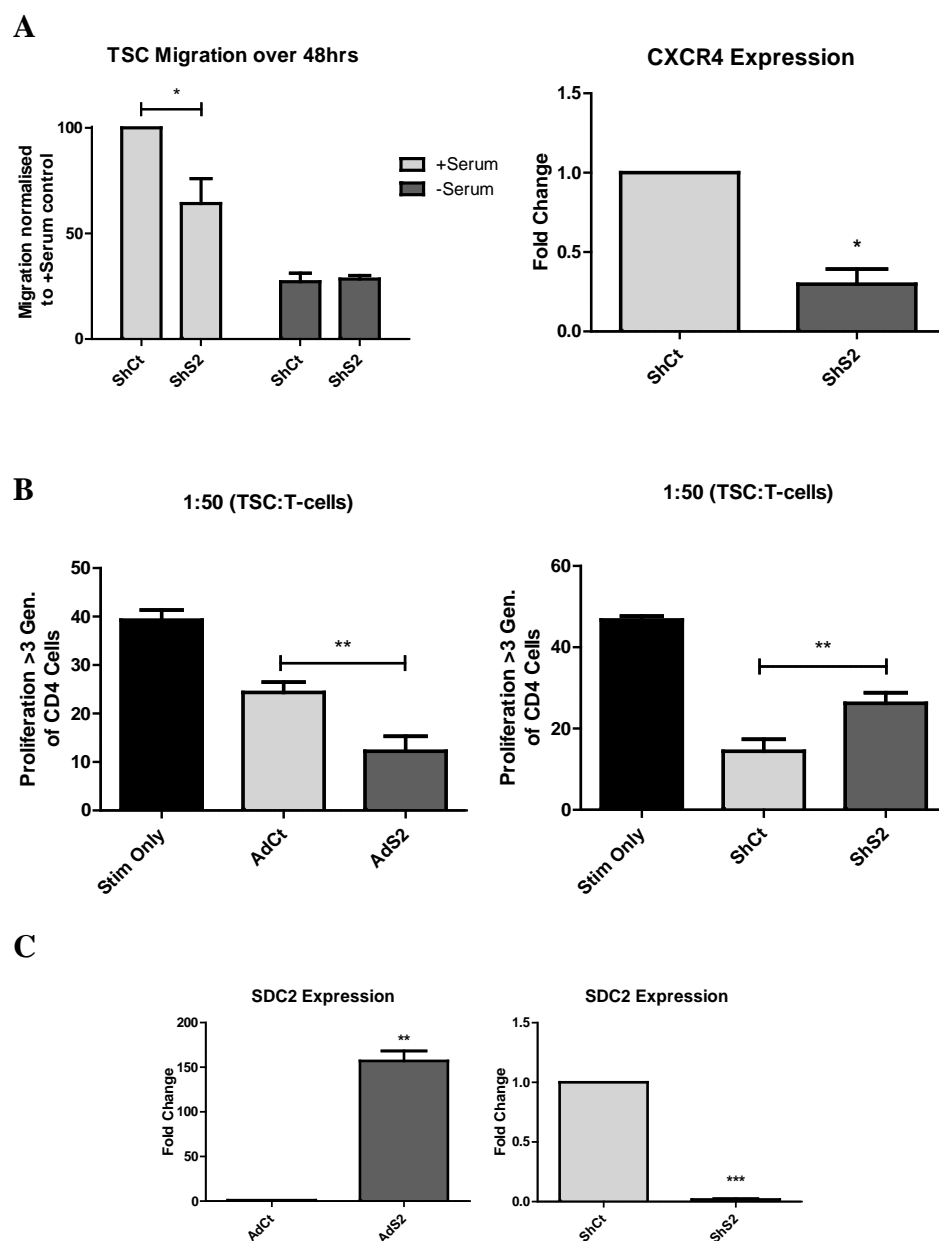 A
TSC Migration over 48hrs
Migration normalised
to +Serum control
100
50
0
*
ShCt
ShS2
ShCt
ShS2
+Serum
-Serum
CXCR4 Expression
Fold Change
1.5
1.0
0.5
0.0
*
ShCt
ShS2
B
1:50 (TSC:T-cells)
Proliferation >3 Gen.
of CD4 Cells
50
40
30
20
10
0
**
Stim Only
AdCt
AdS2
1:50 (TSC:T-cells)
Proliferation >3 Gen.
of CD4 Cells
60
40
20
0
**
Stim Only
ShCt
ShS2
C
SDC2 Expression
Fold Change
200
150
100
50
0
**
AdCt
AdS2
SDC2 Expression
Fold Change
1.5
1.0
0.5
0.0
***
ShCt
ShS2